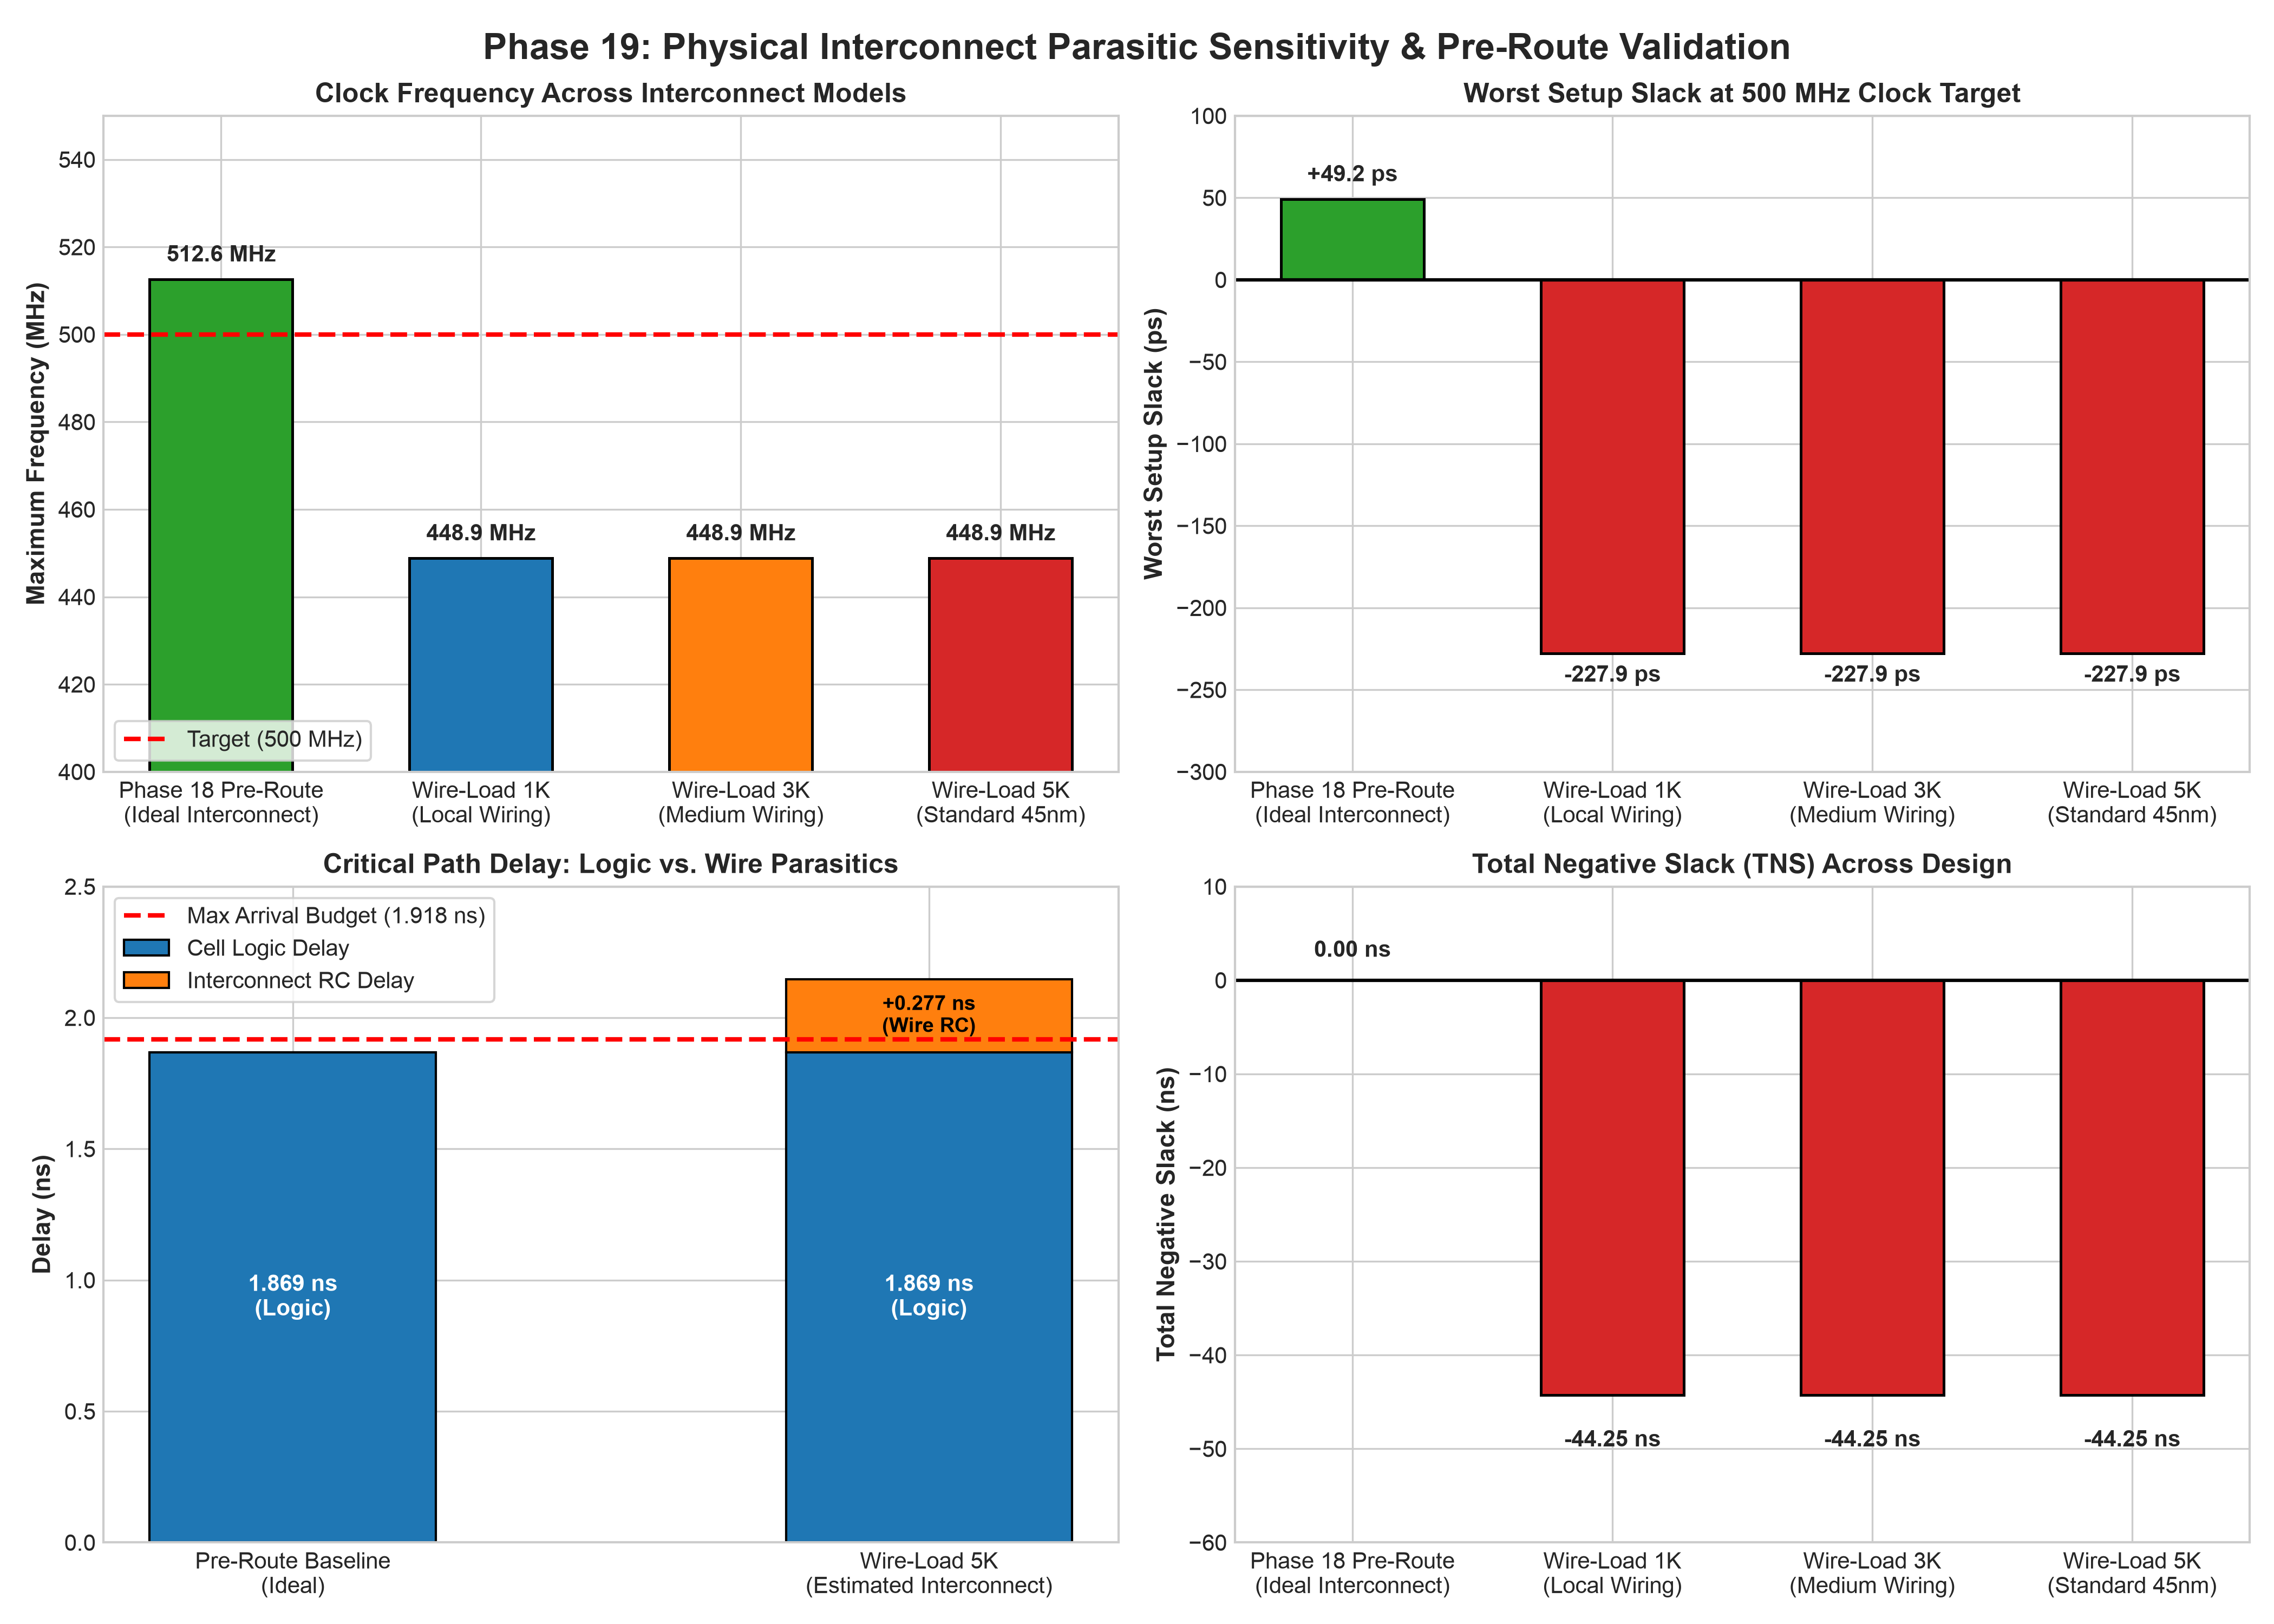 Phase 19: Physical Interconnect Parasitic Sensitivity & Pre-Route Validation
Clock Frequency Across Interconnect Models
Maximum Frequency (MHz)
540
520
500
480
460
440
420
400
512.6 MHz
448.9 MHz
448.9 MHz
448.9 MHz
Target (500 MHz)
Phase 18 Pre-Route
(Ideal Interconnect)
Wire-Load 1K
(Local Wiring)
Wire-Load 3K
(Medium Wiring)
Wire-Load 5K
(Standard 45nm)
Worst Setup Slack at 500 MHz Clock Target
Worst Setup Slack (ps)
100
50
0
−50
−100
−150
−200
−250
−300
+49.2 ps
-227.9 ps
-227.9 ps
-227.9 ps
Phase 18 Pre-Route
(Ideal Interconnect)
Wire-Load 1K
(Local Wiring)
Wire-Load 3K
(Medium Wiring)
Wire-Load 5K
(Standard 45nm)
Critical Path Delay: Logic vs. Wire Parasitics
Delay (ns)
2.5
2.0
1.5
1.0
0.5
0.0
Max Arrival Budget (1.918 ns)
Cell Logic Delay
Interconnect RC Delay
+0.277 ns
(Wire RC)
1.869 ns
(Logic)
1.869 ns
(Logic)
Pre-Route Baseline
(Ideal)
Wire-Load 5K
(Estimated Interconnect)
Total Negative Slack (TNS) Across Design
Total Negative Slack (ns)
10
0
−10
−20
−30
−40
−50
−60
0.00 ns
-44.25 ns
-44.25 ns
-44.25 ns
Phase 18 Pre-Route
(Ideal Interconnect)
Wire-Load 1K
(Local Wiring)
Wire-Load 3K
(Medium Wiring)
Wire-Load 5K
(Standard 45nm)